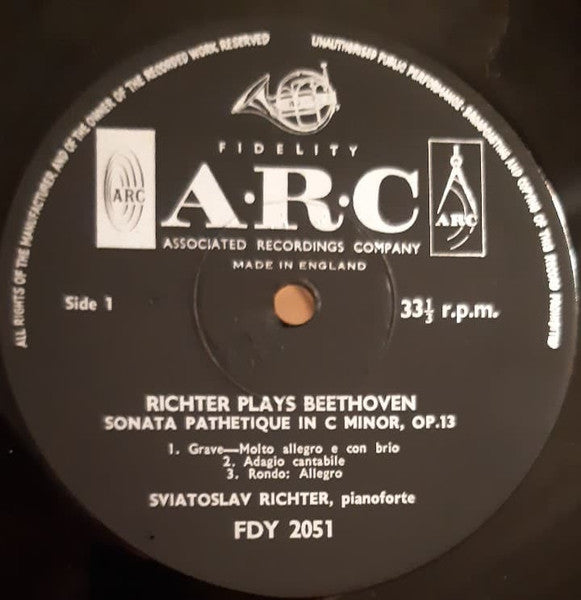 ALL RIGHTS OF THE MANUFACTURER AND OF THE OWNER OF THE RECORDED WORK RESERVED
UNAUTHORISED PUBLIC PERFORMANCE, BROADCASTING AND COPYING OF THIS RECORD PROHIBITED
FIDELITY
ARC
A·R·C
ARC
ASSOCIATED RECORDINGS COMPANY
MADE IN ENGLAND
Side 1
33⅓ r.p.m.
RICHTER PLAYS BEETHOVEN
SONATA PATHETIQUE IN C MINOR, OP.13
1. Grave—Molto allegro e con brio
2. Adagio cantabile
3. Rondo: Allegro
SVIATOSLAV RICHTER, pianoforte
FDY 2051